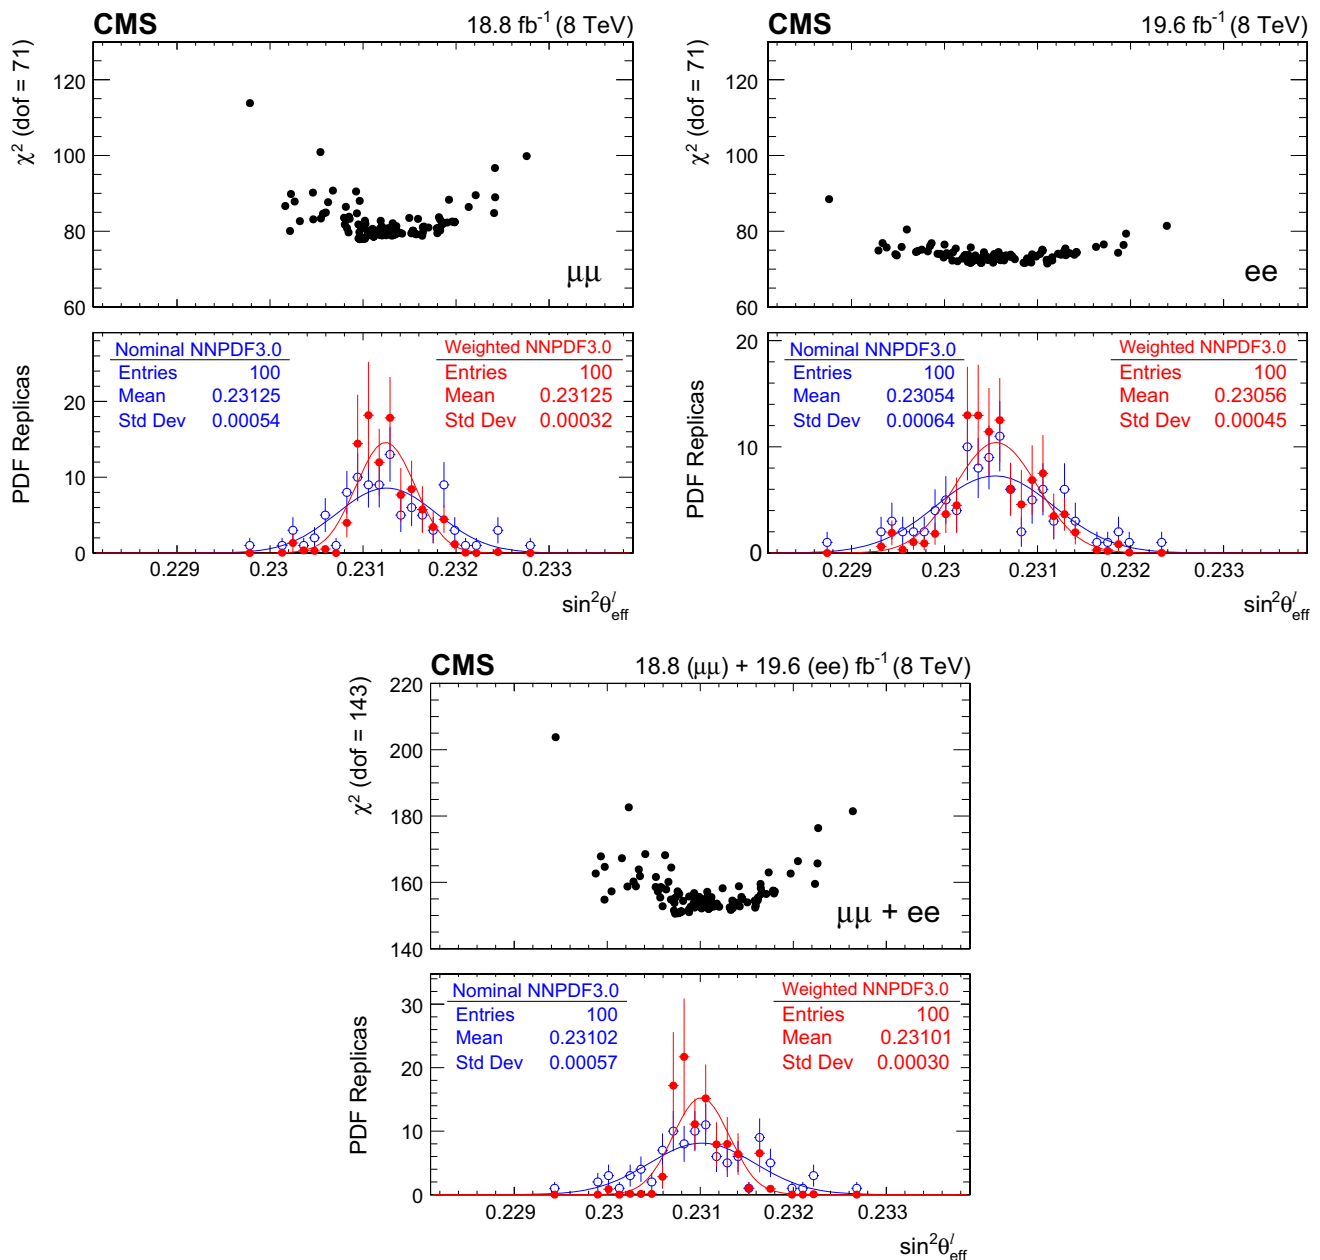 CMS 18.8 fb⁻¹ (8 TeV)
χ² (dof = 71)
120
100
80
60
μμ
PDF Replicas
20
10
0
Nominal NNPDF3.0
Entries 100
Mean 0.23125
Std Dev 0.00054
Weighted NNPDF3.0
Entries 100
Mean 0.23125
Std Dev 0.00032
0.229 0.23 0.231 0.232 0.233
sin²θˡeff
CMS 19.6 fb⁻¹ (8 TeV)
χ² (dof = 71)
120
100
80
60
ee
PDF Replicas
20
10
0
Nominal NNPDF3.0
Entries 100
Mean 0.23054
Std Dev 0.00064
Weighted NNPDF3.0
Entries 100
Mean 0.23056
Std Dev 0.00045
0.229 0.23 0.231 0.232 0.233
sin²θˡeff
CMS 18.8 (μμ) + 19.6 (ee) fb⁻¹ (8 TeV)
χ² (dof = 143)
220
200
180
160
140
μμ + ee
PDF Replicas
30
20
10
0
Nominal NNPDF3.0
Entries 100
Mean 0.23102
Std Dev 0.00057
Weighted NNPDF3.0
Entries 100
Mean 0.23101
Std Dev 0.00030
0.229 0.23 0.231 0.232 0.233
sin²θˡeff